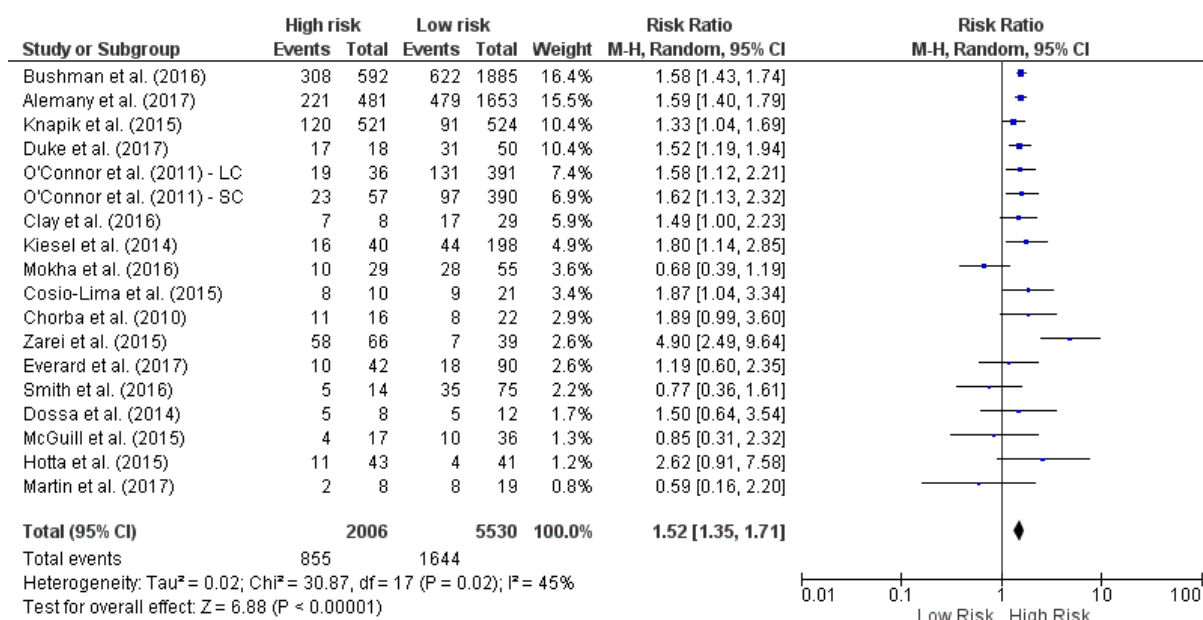 High risk Low risk Risk Ratio Risk Ratio
Study or Subgroup Events Total Events Total Weight M-H, Random, 95% CI M-H, Random, 95% CI
Bushman et al. (2016) 308 592 622 1885 16.4% 1.58 [1.43, 1.74]
Alemany et al. (2017) 221 481 479 1653 15.5% 1.59 [1.40, 1.79]
Knapik et al. (2015) 120 521 91 524 10.4% 1.33 [1.04, 1.69]
Duke et al. (2017) 17 18 31 50 10.4% 1.52 [1.19, 1.94]
O'Connor et al. (2011) - LC 19 36 131 391 7.4% 1.58 [1.12, 2.21]
O'Connor et al. (2011) - SC 23 57 97 390 6.9% 1.62 [1.13, 2.32]
Clay et al. (2016) 7 8 17 29 5.9% 1.49 [1.00, 2.23]
Kiesel et al. (2014) 16 40 44 198 4.9% 1.80 [1.14, 2.85]
Mokha et al. (2016) 10 29 28 55 3.6% 0.68 [0.39, 1.19]
Cosio-Lima et al. (2015) 8 10 9 21 3.4% 1.87 [1.04, 3.34]
Chorba et al. (2010) 11 16 8 22 2.9% 1.89 [0.99, 3.60]
Zarei et al. (2015) 58 66 7 39 2.6% 4.90 [2.49, 9.64]
Everard et al. (2017) 10 42 18 90 2.6% 1.19 [0.60, 2.35]
Smith et al. (2016) 5 14 35 75 2.2% 0.77 [0.36, 1.61]
Dossa et al. (2014) 5 8 5 12 1.7% 1.50 [0.64, 3.54]
McGuill et al. (2015) 4 17 10 36 1.3% 0.85 [0.31, 2.32]
Hotta et al. (2015) 11 43 4 41 1.2% 2.62 [0.91, 7.58]
Martin et al. (2017) 2 8 8 19 0.8% 0.59 [0.16, 2.20]
Total (95% CI) 2006 5530 100.0% 1.52 [1.35, 1.71]
Total events 855 1644
Heterogeneity: Tau² = 0.02; Chi² = 30.87, df = 17 (P = 0.02); I² = 45%
Test for overall effect: Z = 6.88 (P < 0.00001)
0.01 0.1 1 10 100
Low Risk High Risk